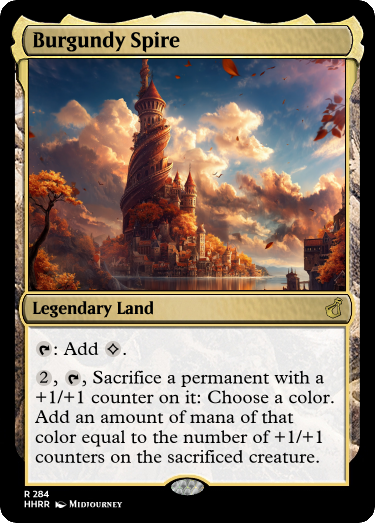 Burgundy Spire
Legendary Land
: Add .
2, , Sacrifice a permanent with a
+1/+1 counter on it: Choose a color.
Add an amount of mana of that
color equal to the number of +1/+1
counters on the sacrificed creature.
R 284
HHRR Midjourney